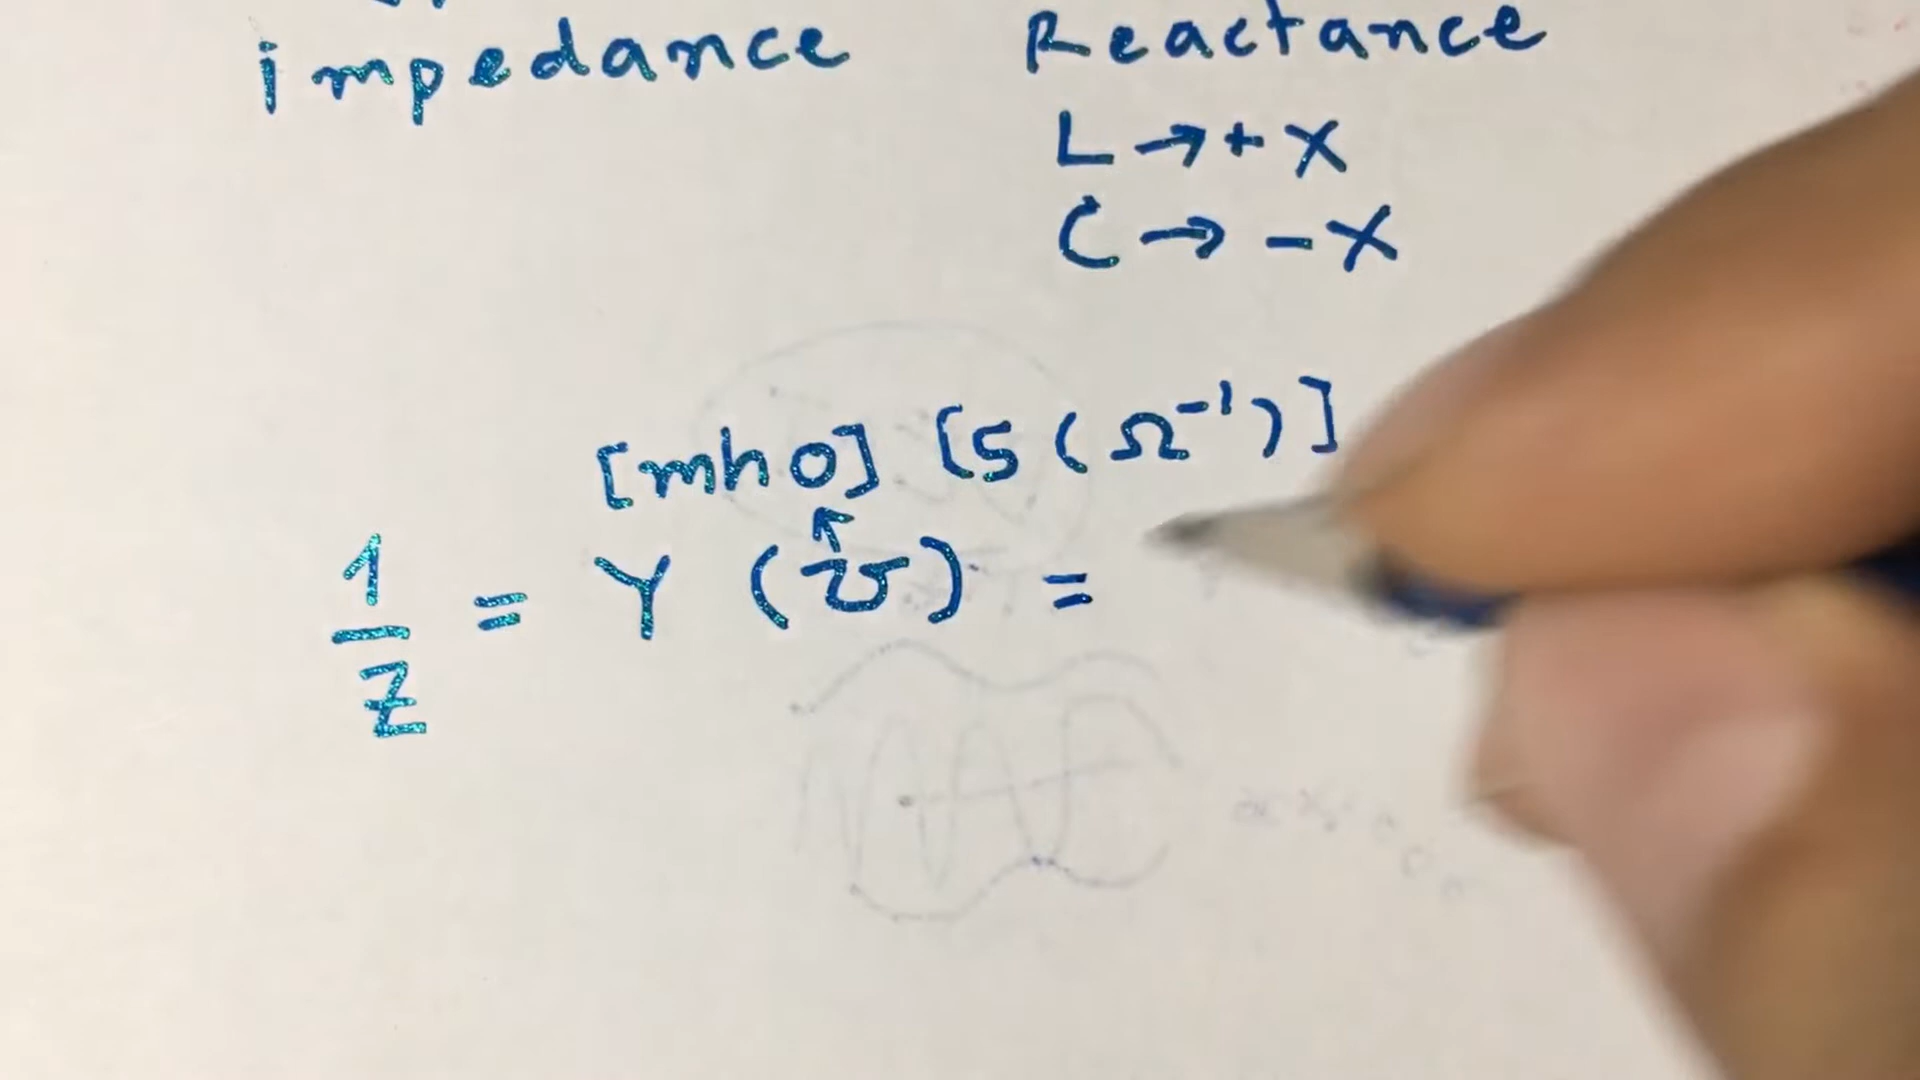 impedance Reactance
L → + X
C → - X
[mho] [S (Ω⁻¹)]
↑
1/Z = Y (℧) =